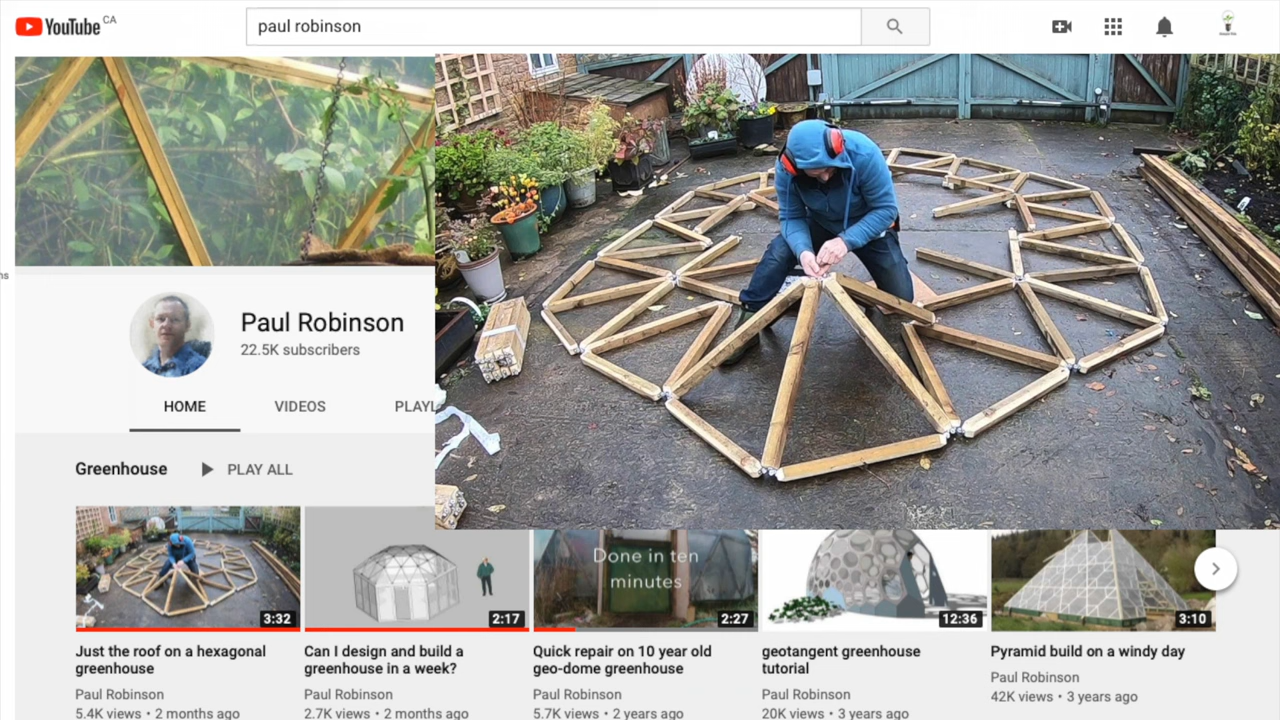 YouTube CA
paul robinson
ns
Paul Robinson
22.5K subscribers
HOME VIDEOS PLAYL
Greenhouse PLAY ALL
Done in ten
minutes
3:32
2:17
2:27
12:36
3:10
Just the roof on a hexagonal
greenhouse
Paul Robinson
5.4K views • 2 months ago
Can I design and build a
greenhouse in a week?
Paul Robinson
2.7K views • 2 months ago
Quick repair on 10 year old
geo-dome greenhouse
Paul Robinson
5.7K views • 2 years ago
geotangent greenhouse
tutorial
Paul Robinson
20K views • 3 years ago
Pyramid build on a windy day
Paul Robinson
42K views • 3 years ago